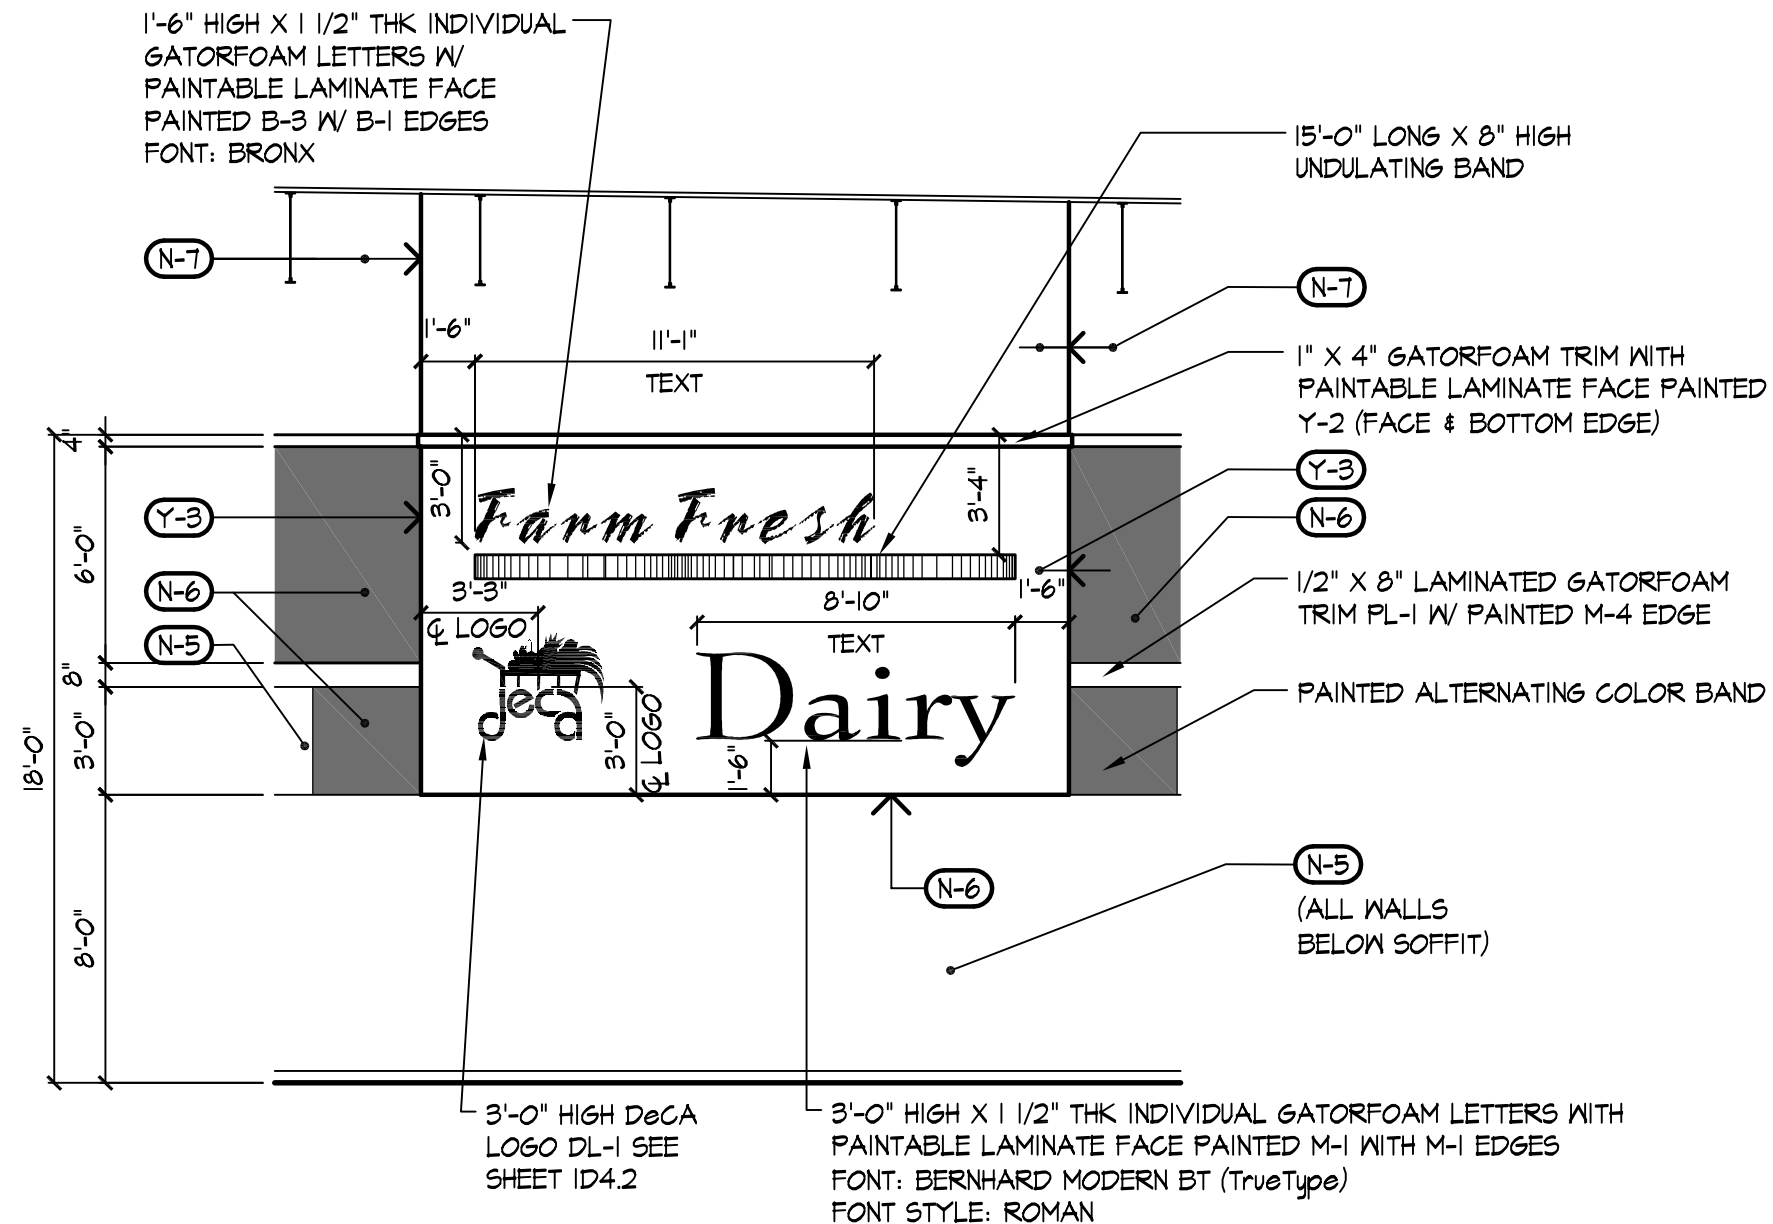 1'-6" HIGH X 1 1/2" THK INDIVIDUAL
GATORFOAM LETTERS W/
PAINTABLE LAMINATE FACE
PAINTED B-3 W/ B-1 EDGES
FONT: BRONX
15'-0" LONG X 8" HIGH
UNDULATING BAND
N-7
N-7
1'-6"
11'-1"
TEXT
1" X 4" GATORFOAM TRIM WITH
PAINTABLE LAMINATE FACE PAINTED
Y-2 (FACE & BOTTOM EDGE)
4"
3'-0"
3'-4"
Farm Fresh
Y-3
Y-3
N-6
6'-0"
N-6
N-5
3'-3"
℄ LOGO
8'-10"
TEXT
1'-6"
1/2" X 8" LAMINATED GATORFOAM
TRIM PL-1 W/ PAINTED M-4 EDGE
8"
deca
Dairy
PAINTED ALTERNATING COLOR BAND
18'-0"
3'-0"
3'-0"
℄ LOGO
1'-6"
N-6
N-5
(ALL WALLS
BELOW SOFFIT)
8'-0"
3'-0" HIGH DeCA
LOGO DL-1 SEE
SHEET ID4.2
3'-0" HIGH X 1 1/2" THK INDIVIDUAL GATORFOAM LETTERS WITH
PAINTABLE LAMINATE FACE PAINTED M-1 WITH M-1 EDGES
FONT: BERNHARD MODERN BT (TrueType)
FONT STYLE: ROMAN